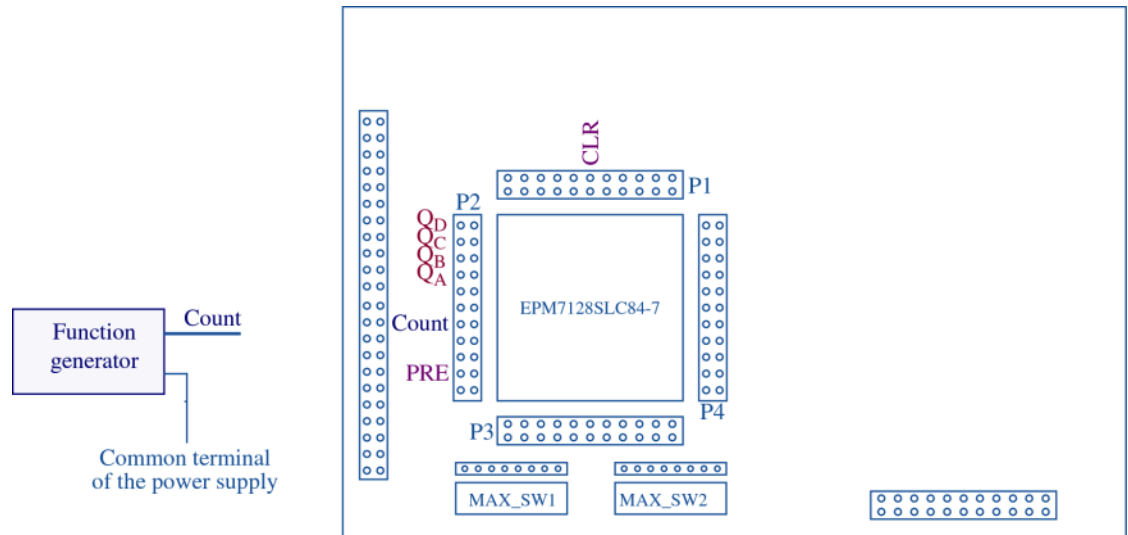 CLR
P1
P2
QD
QC
QB
QA
EPM7128SLC84-7
Count
Count
Function
generator
PRE
P4
P3
Common terminal
of the power supply
MAX_SW1
MAX_SW2